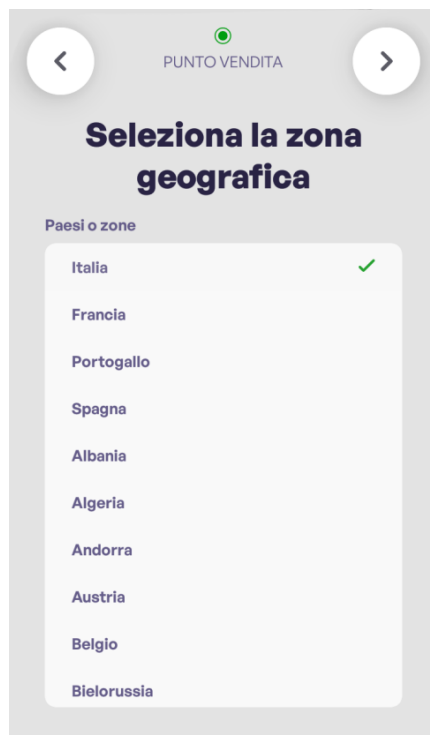 PUNTO VENDITA
Seleziona la zona
geografica
Paesi o zone
Italia
Francia
Portogallo
Spagna
Albania
Algeria
Andorra
Austria
Belgio
Bielorussia